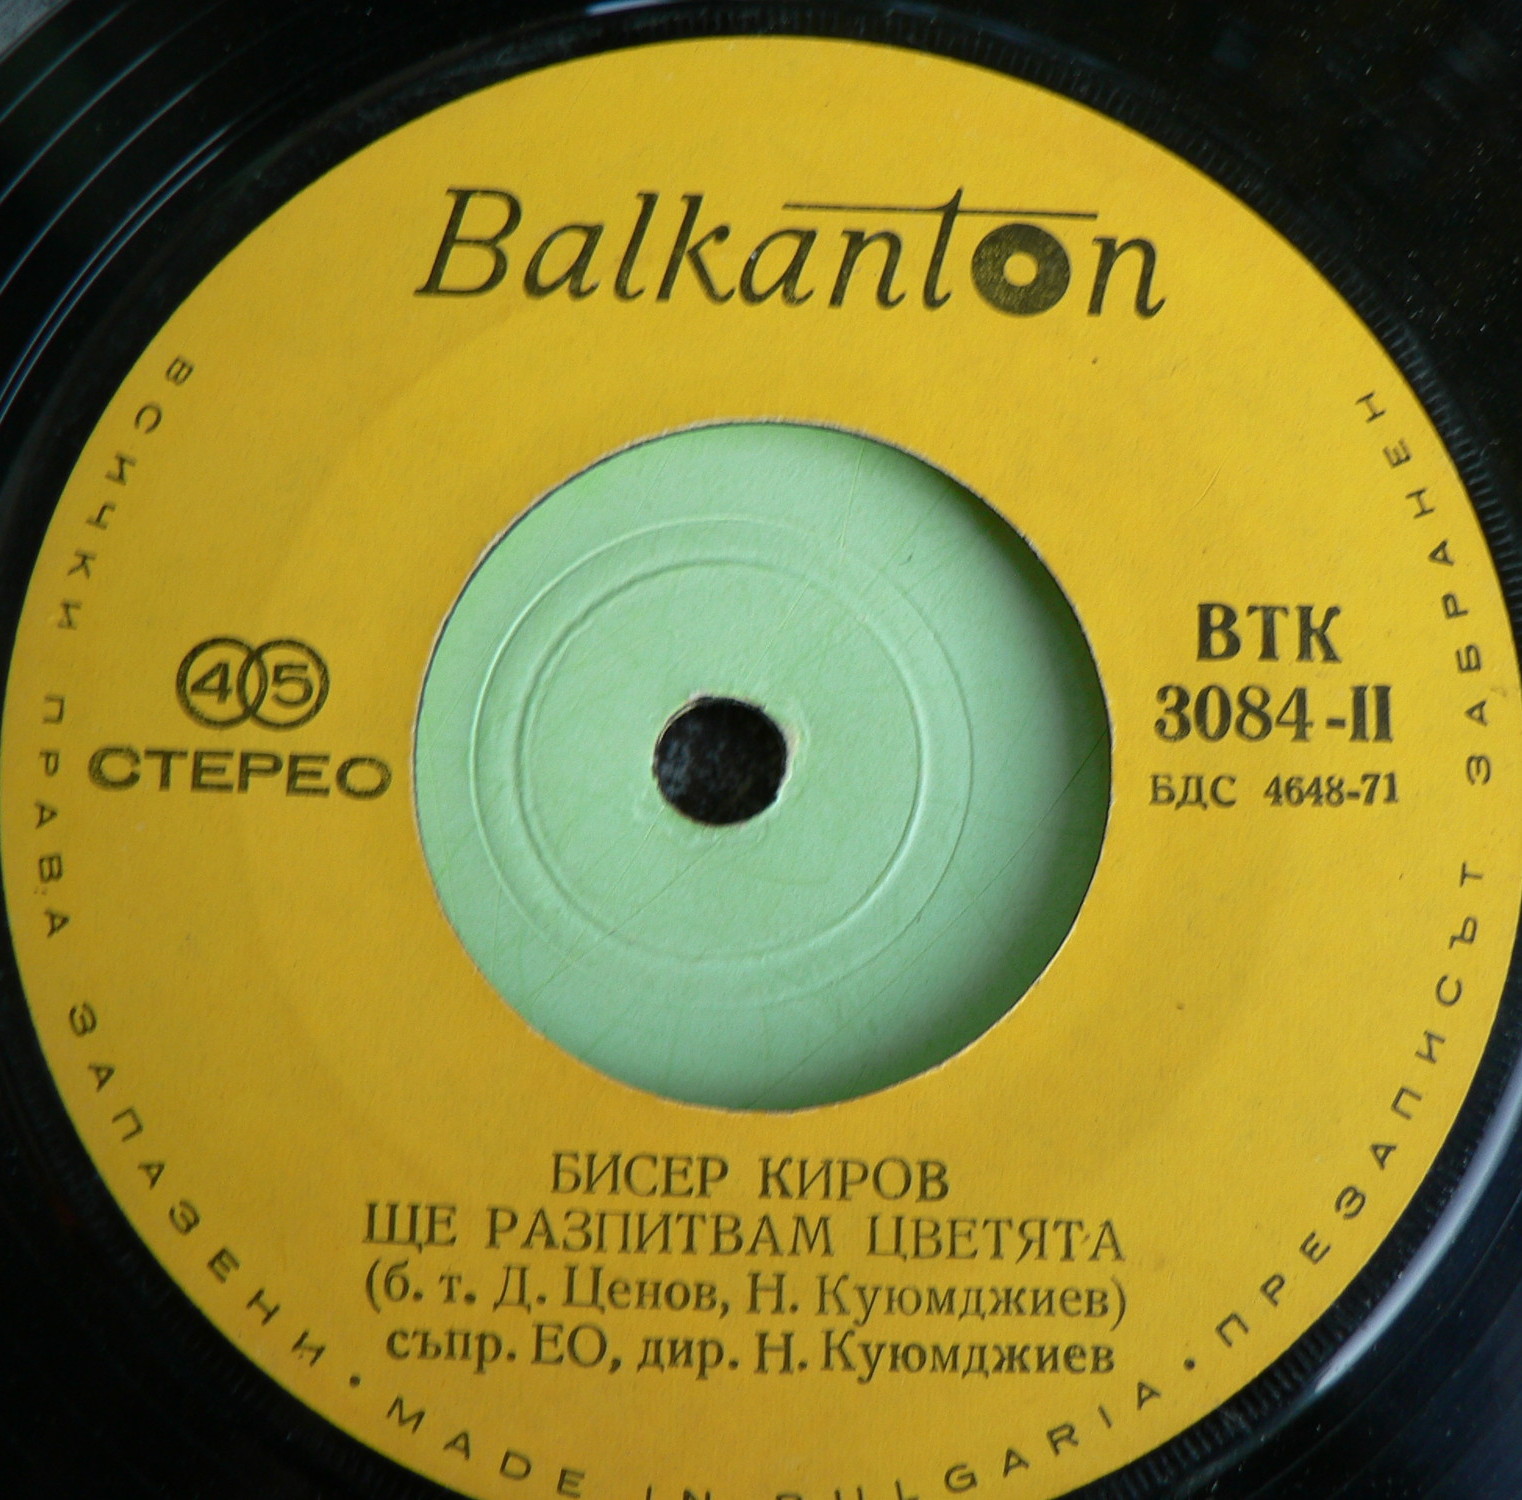 Balkanton
45
СТЕРЕО
ВТК
3084-II
БДС 4648-71
БИСЕР КИРОВ
ЩЕ РАЗПИТВАМ ЦВЕТЯТА
(б. т. Д. Ценов, Н. Куюмджиев)
съпр. ЕО, дир. Н. Куюмджиев
ВСИЧКИ ПРАВА ЗАПАЗЕНИ • MADE IN BULGARIA • ПРЕЗАПИСЪТ ЗАБРАНЕН